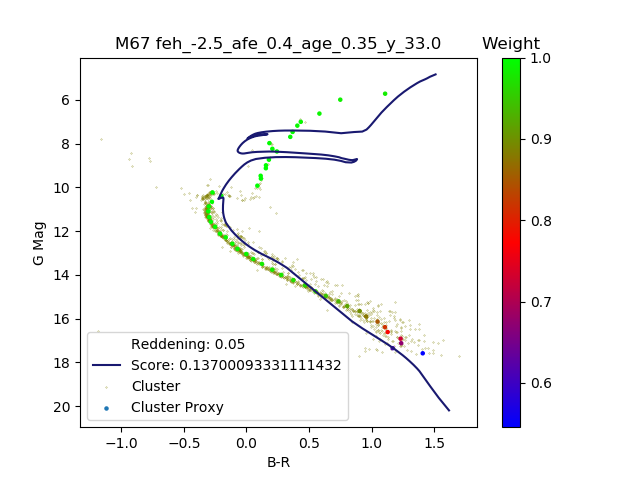 M67 feh_-2.5_afe_0.4_age_0.35_y_33.0
Weight
G Mag
6
8
10
12
14
16
18
20
−1.0
−0.5
0.0
0.5
1.0
1.5
B-R
Reddening: 0.05
Score: 0.13700093331111432
Cluster
Cluster Proxy
1.0
0.9
0.8
0.7
0.6